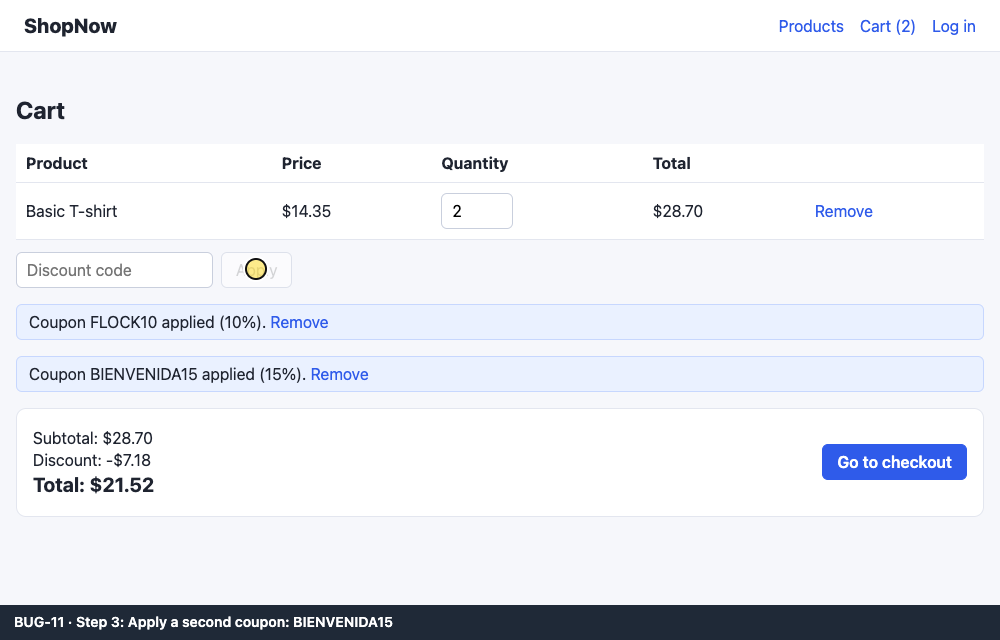 ShopNow
Products Cart (2) Log in
Cart
Product Price Quantity Total
Basic T-shirt $14.35 2 $28.70 Remove
Discount code
Coupon FLOCK10 applied (10%). Remove
Coupon BIENVENIDA15 applied (15%). Remove
Subtotal: $28.70
Discount: -$7.18
Total: $21.52
Go to checkout
BUG-11 · Step 3: Apply a second coupon: BIENVENIDA15